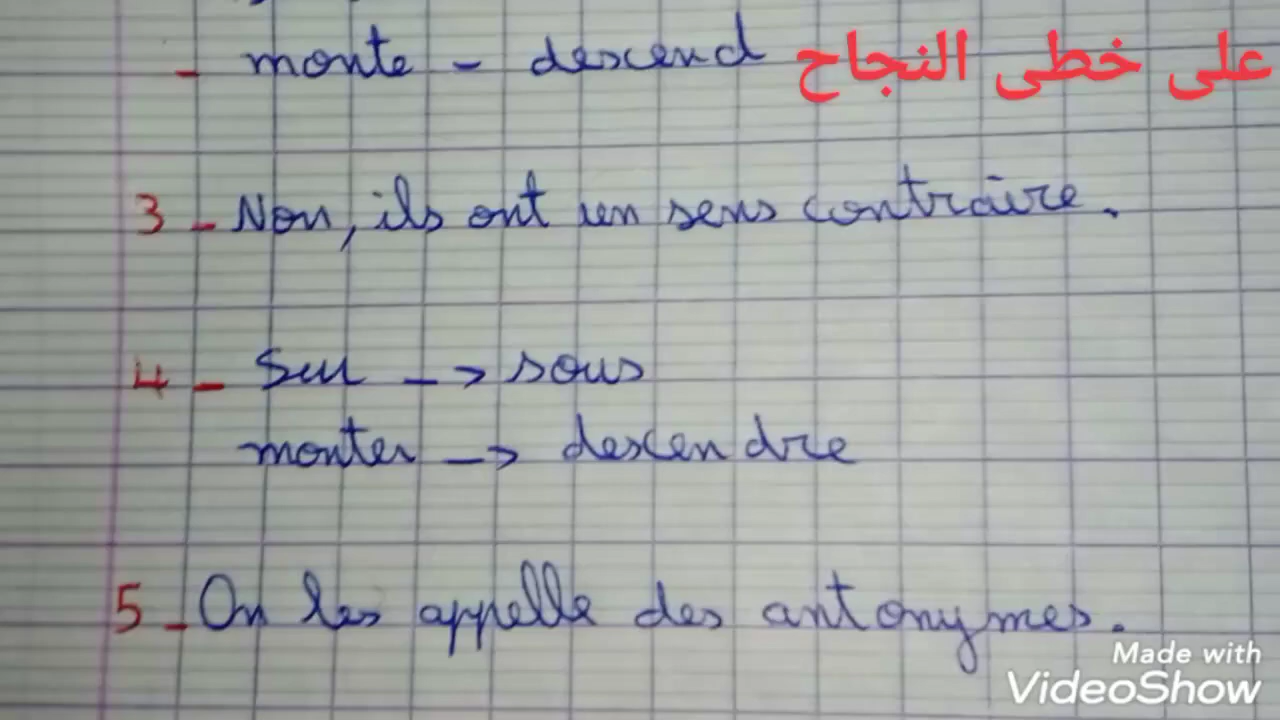 - monte - descend على خطى النجاح
3 - Non, ils ont un sens contraire.
4 - Sur -> sous
monter -> descendre
5 - On les appelle des antonymes.
Made with
VideoShow